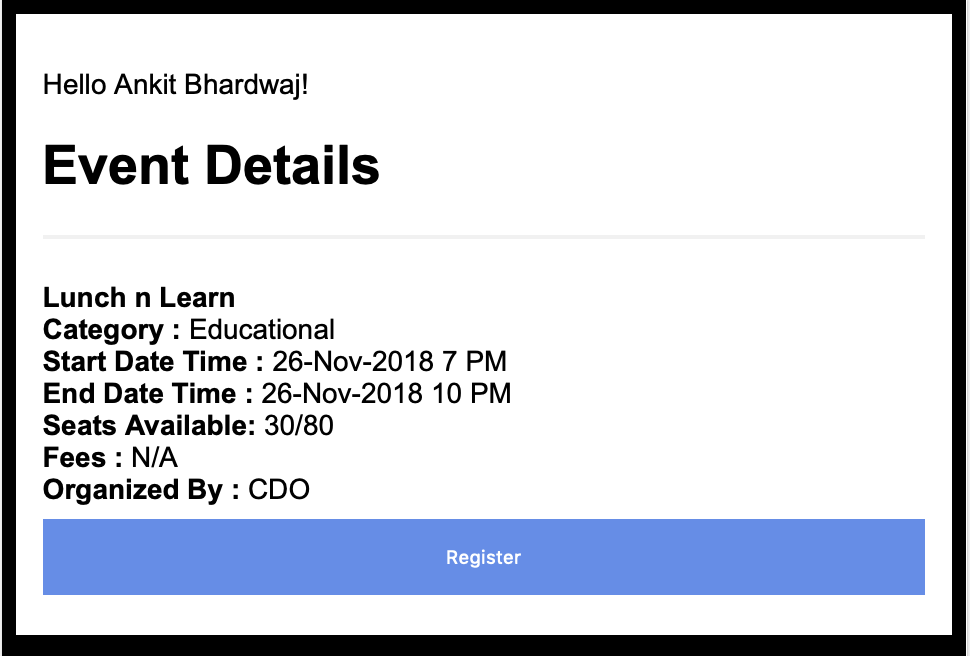 Hello Ankit Bhardwaj!
Event Details
Lunch n Learn
Category : Educational
Start Date Time : 26-Nov-2018 7 PM
End Date Time : 26-Nov-2018 10 PM
Seats Available: 30/80
Fees : N/A
Organized By : CDO
Register